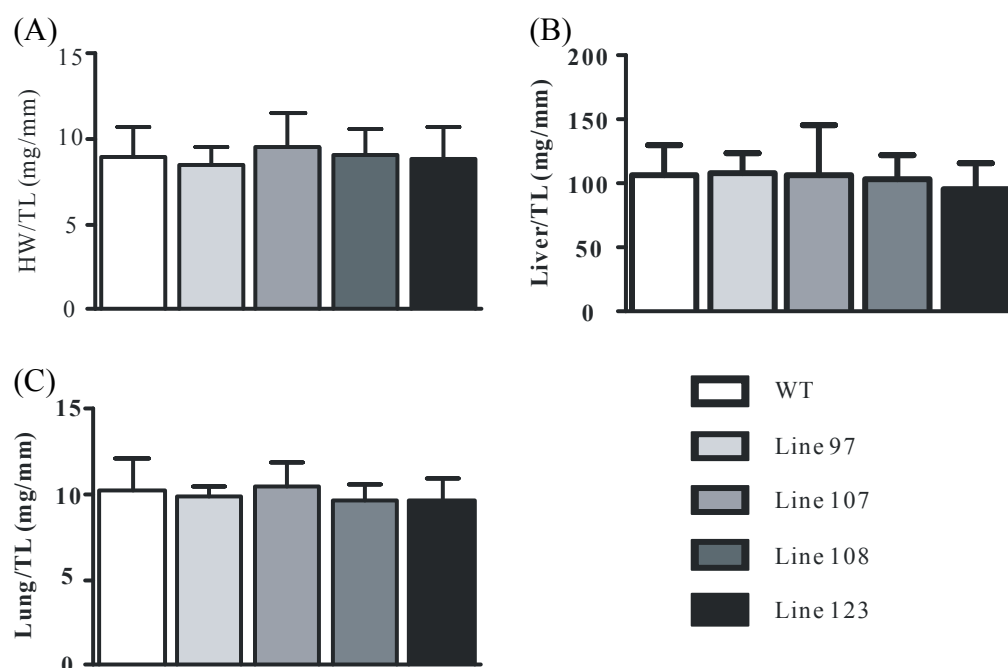 (A)
15
10
5
0
HW/TL (mg/mm)
(B)
200
150
100
50
0
Liver/TL (mg/mm)
(C)
15
10
5
0
Lung/TL (mg/mm)
WT
Line 97
Line 107
Line 108
Line 123